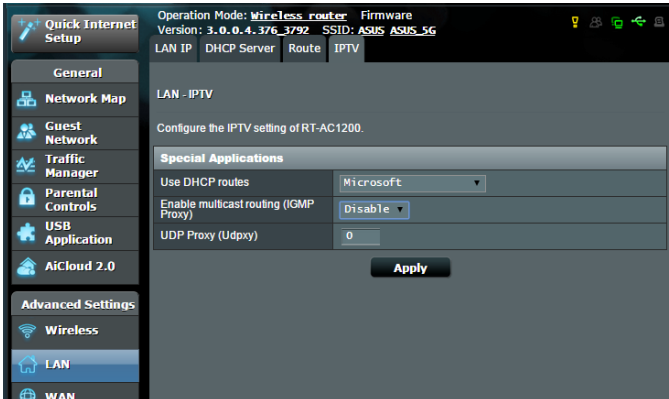 Quick Internet
Setup
Operation Mode: Wireless router Firmware
Version: 3.0.0.4.376_3792 SSID: ASUS ASUS_5G
LAN IP DHCP Server Route IPTV
General
Network Map
Guest
Network
Traffic
Manager
Parental
Controls
USB
Application
AiCloud 2.0
Advanced Settings
Wireless
LAN
WAN
LAN - IPTV
Configure the IPTV setting of RT-AC1200.
Special Applications
Use DHCP routes Microsoft
Enable multicast routing (IGMP
Proxy) Disable
UDP Proxy (Udpxy) 0
Apply